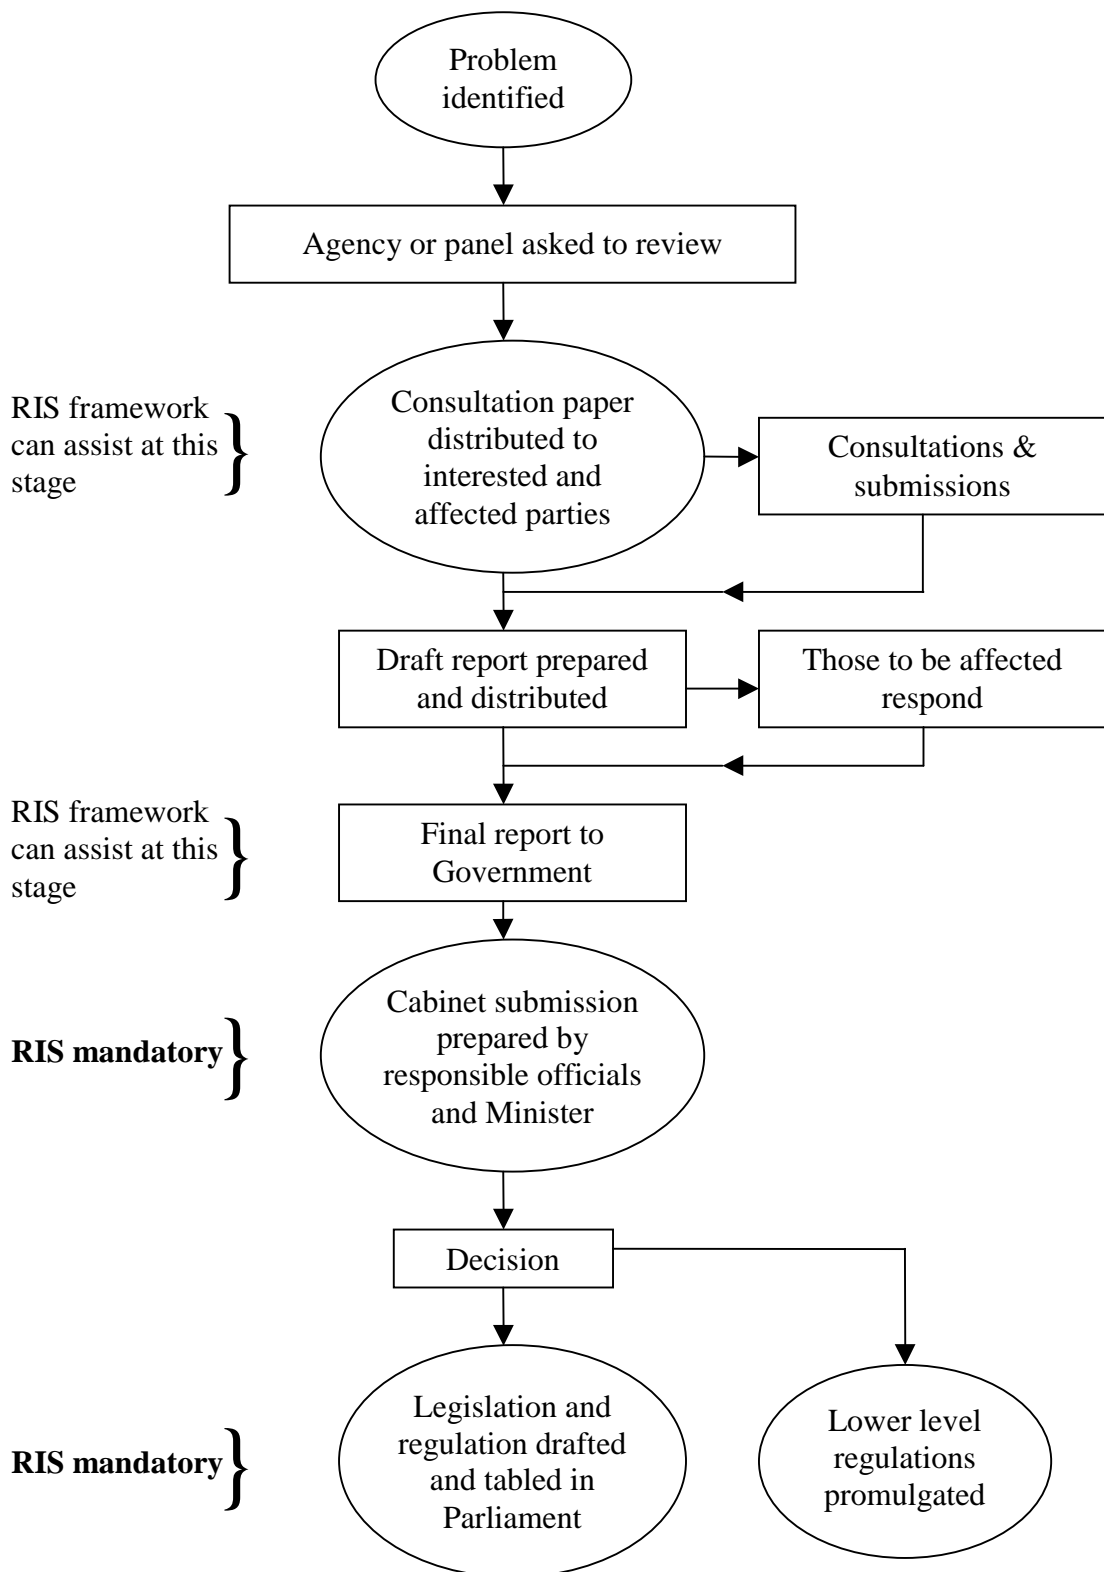 Problem
identified
Agency or panel asked to review
RIS framework
can assist at this
stage
Consultation paper
distributed to
interested and
affected parties
Consultations &
submissions
Draft report prepared
and distributed
Those to be affected
respond
RIS framework
can assist at this
stage
Final report to
Government
RIS mandatory
Cabinet submission
prepared by
responsible officials
and Minister
Decision
RIS mandatory
Legislation and
regulation drafted
and tabled in
Parliament
Lower level
regulations
promulgated